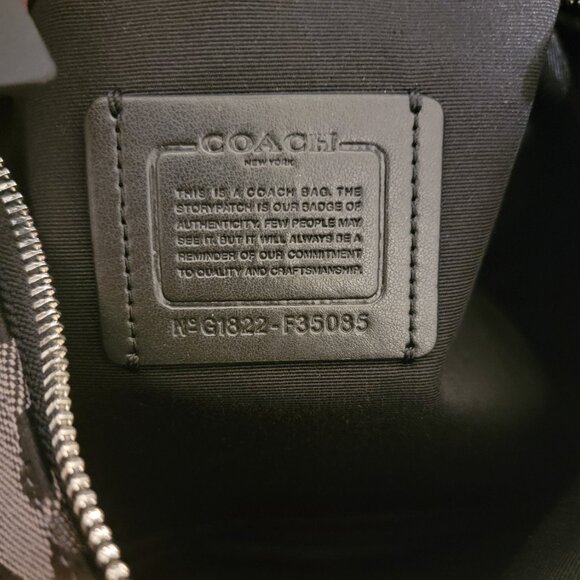 COACH
NEW YORK
THIS IS A COACH BAG. THE
STORYPATCH IS OUR BADGE OF
AUTHENTICITY. FEW PEOPLE MAY
SEE IT. BUT IT WILL ALWAYS BE A
REMINDER OF OUR COMMITMENT
TO QUALITY AND CRAFTSMANSHIP.
Nº G1822-F35085